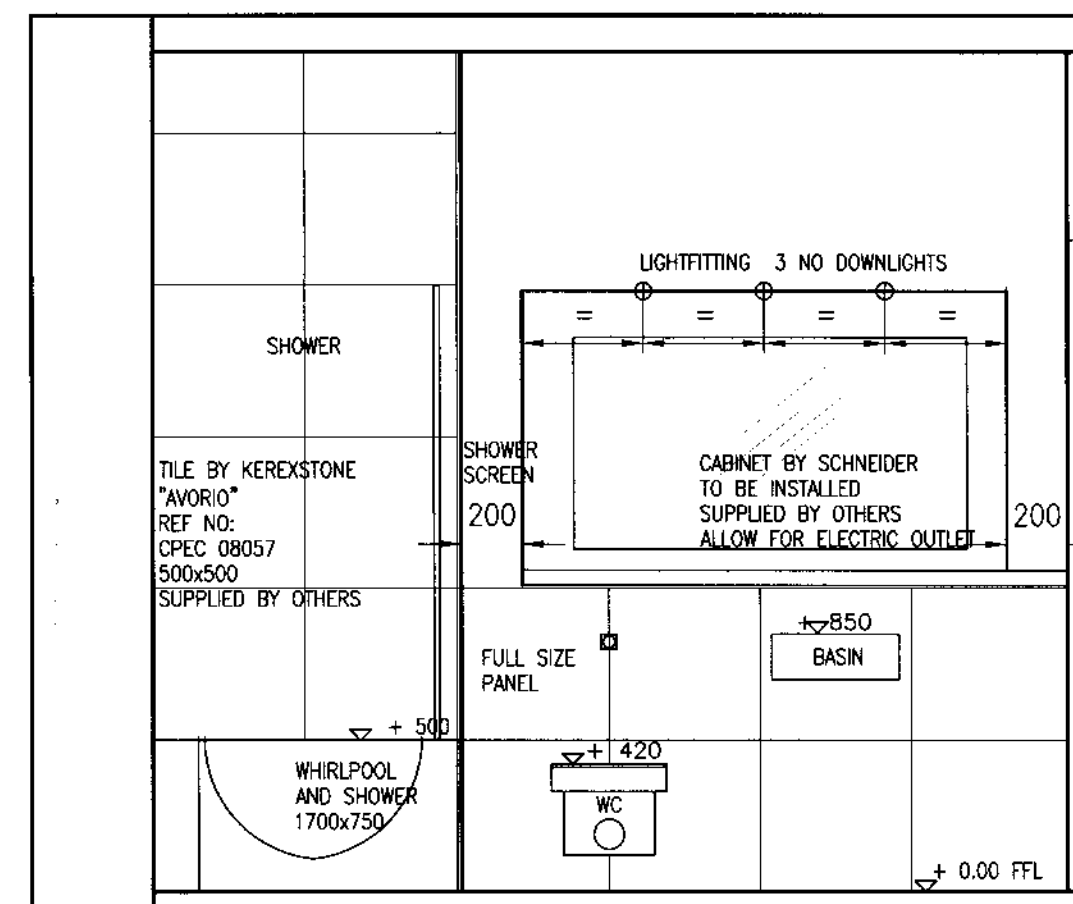 LIGHTFITTING 3 NO DOWNLIGHTS
= = = =
SHOWER
SHOWER
SCREEN
200
TILE BY KEREXSTONE
"AVORIO"
REF NO:
CPEC 08057
500x500
SUPPLIED BY OTHERS
CABINET BY SCHNEIDER
TO BE INSTALLED
SUPPLIED BY OTHERS
ALLOW FOR ELECTRIC OUTLET
200
FULL SIZE
PANEL
+850
BASIN
+ 500
WHIRLPOOL
AND SHOWER
1700x750
+ 420
WC
+ 0.00 FFL